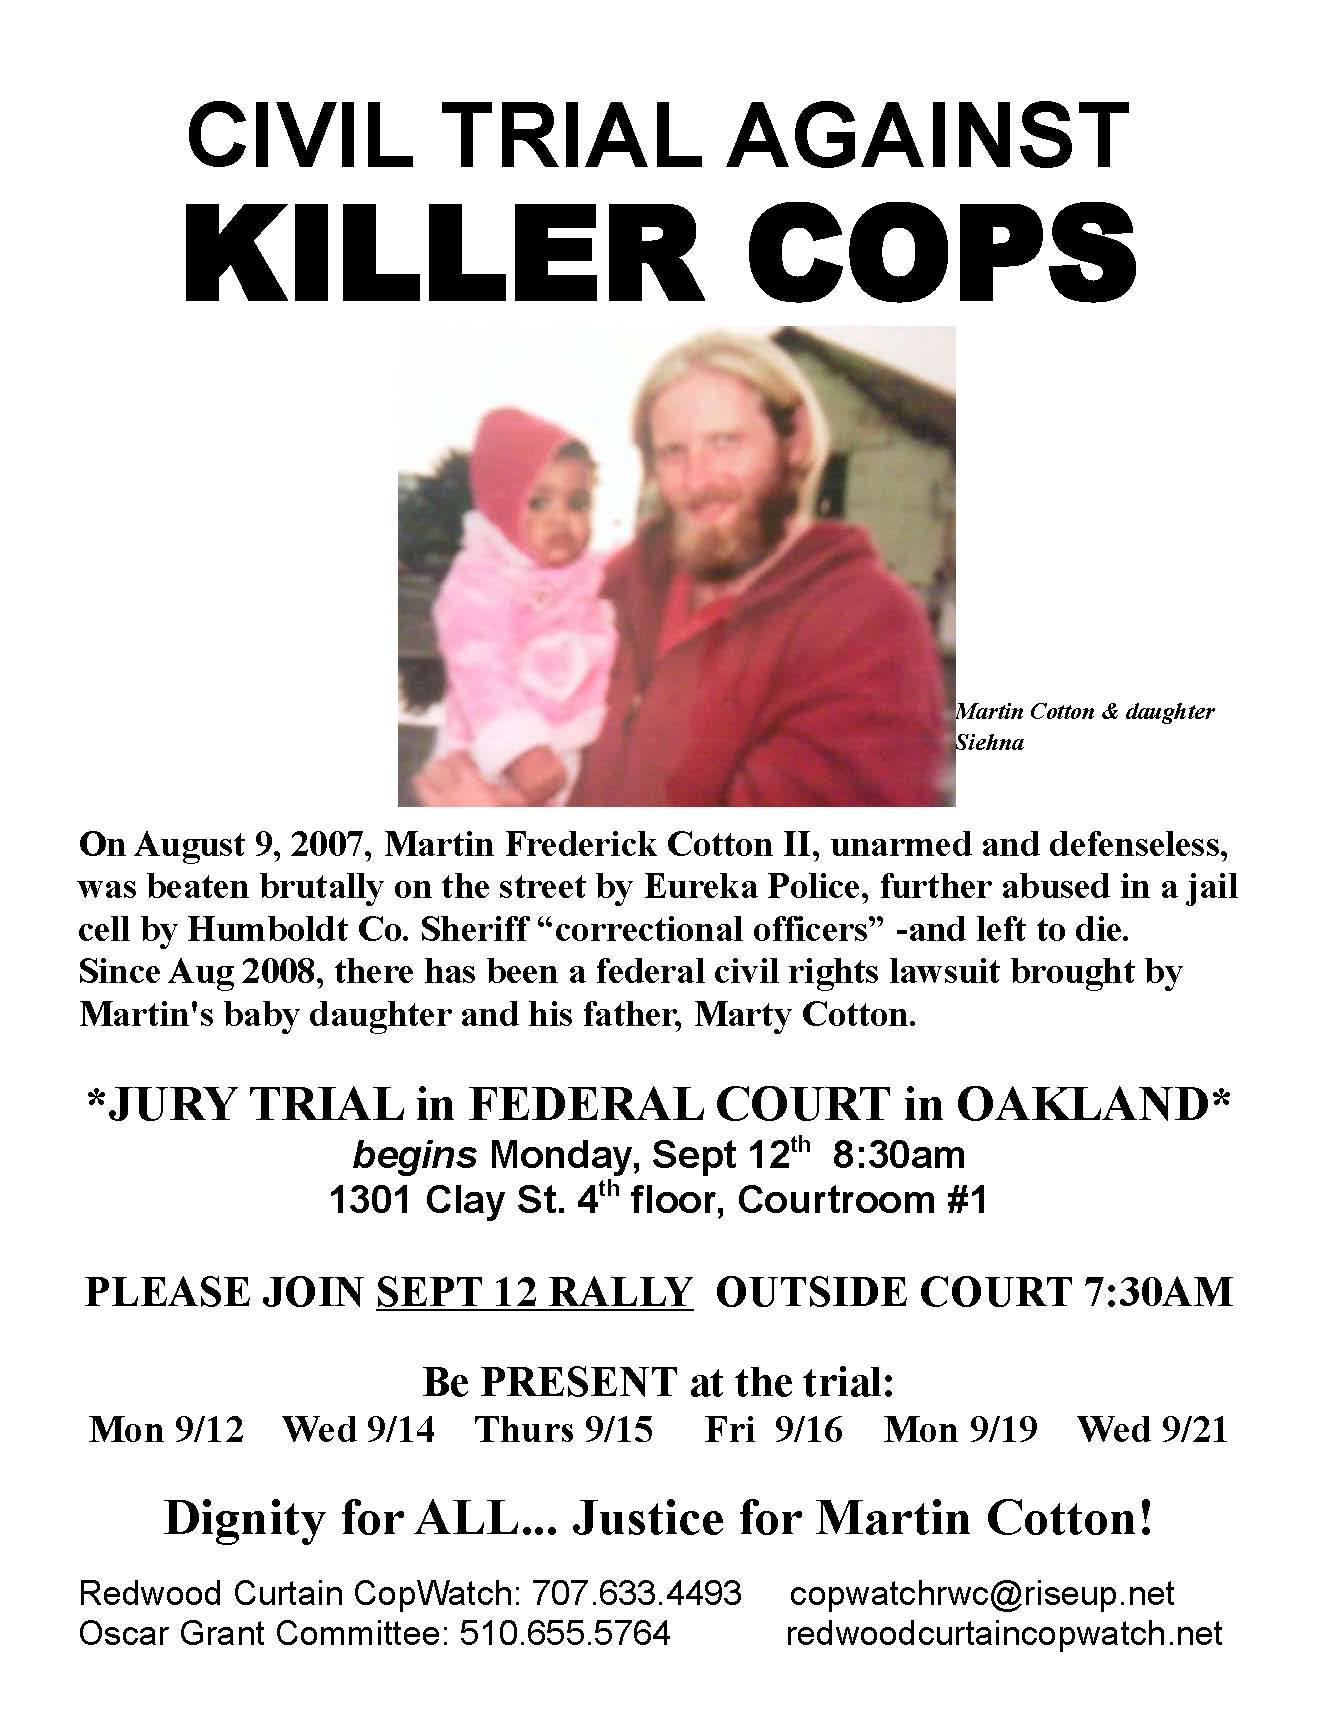 CIVIL TRIAL AGAINST
KILLER COPS
Martin Cotton & daughter
Siehna
On August 9, 2007, Martin Frederick Cotton II, unarmed and defenseless,
was beaten brutally on the street by Eureka Police, further abused in a jail
cell by Humboldt Co. Sheriff “correctional officers” -and left to die.
Since Aug 2008, there has been a federal civil rights lawsuit brought by
Martin's baby daughter and his father, Marty Cotton.
*JURY TRIAL in FEDERAL COURT in OAKLAND*
begins Monday, Sept 12th 8:30am
1301 Clay St. 4th floor, Courtroom #1
PLEASE JOIN SEPT 12 RALLY OUTSIDE COURT 7:30AM
Be PRESENT at the trial:
Mon 9/12 Wed 9/14 Thurs 9/15 Fri 9/16 Mon 9/19 Wed 9/21
Dignity for ALL... Justice for Martin Cotton!
Redwood Curtain CopWatch: 707.633.4493 copwatchrwc@riseup.net
Oscar Grant Committee: 510.655.5764 redwoodcurtaincopwatch.net